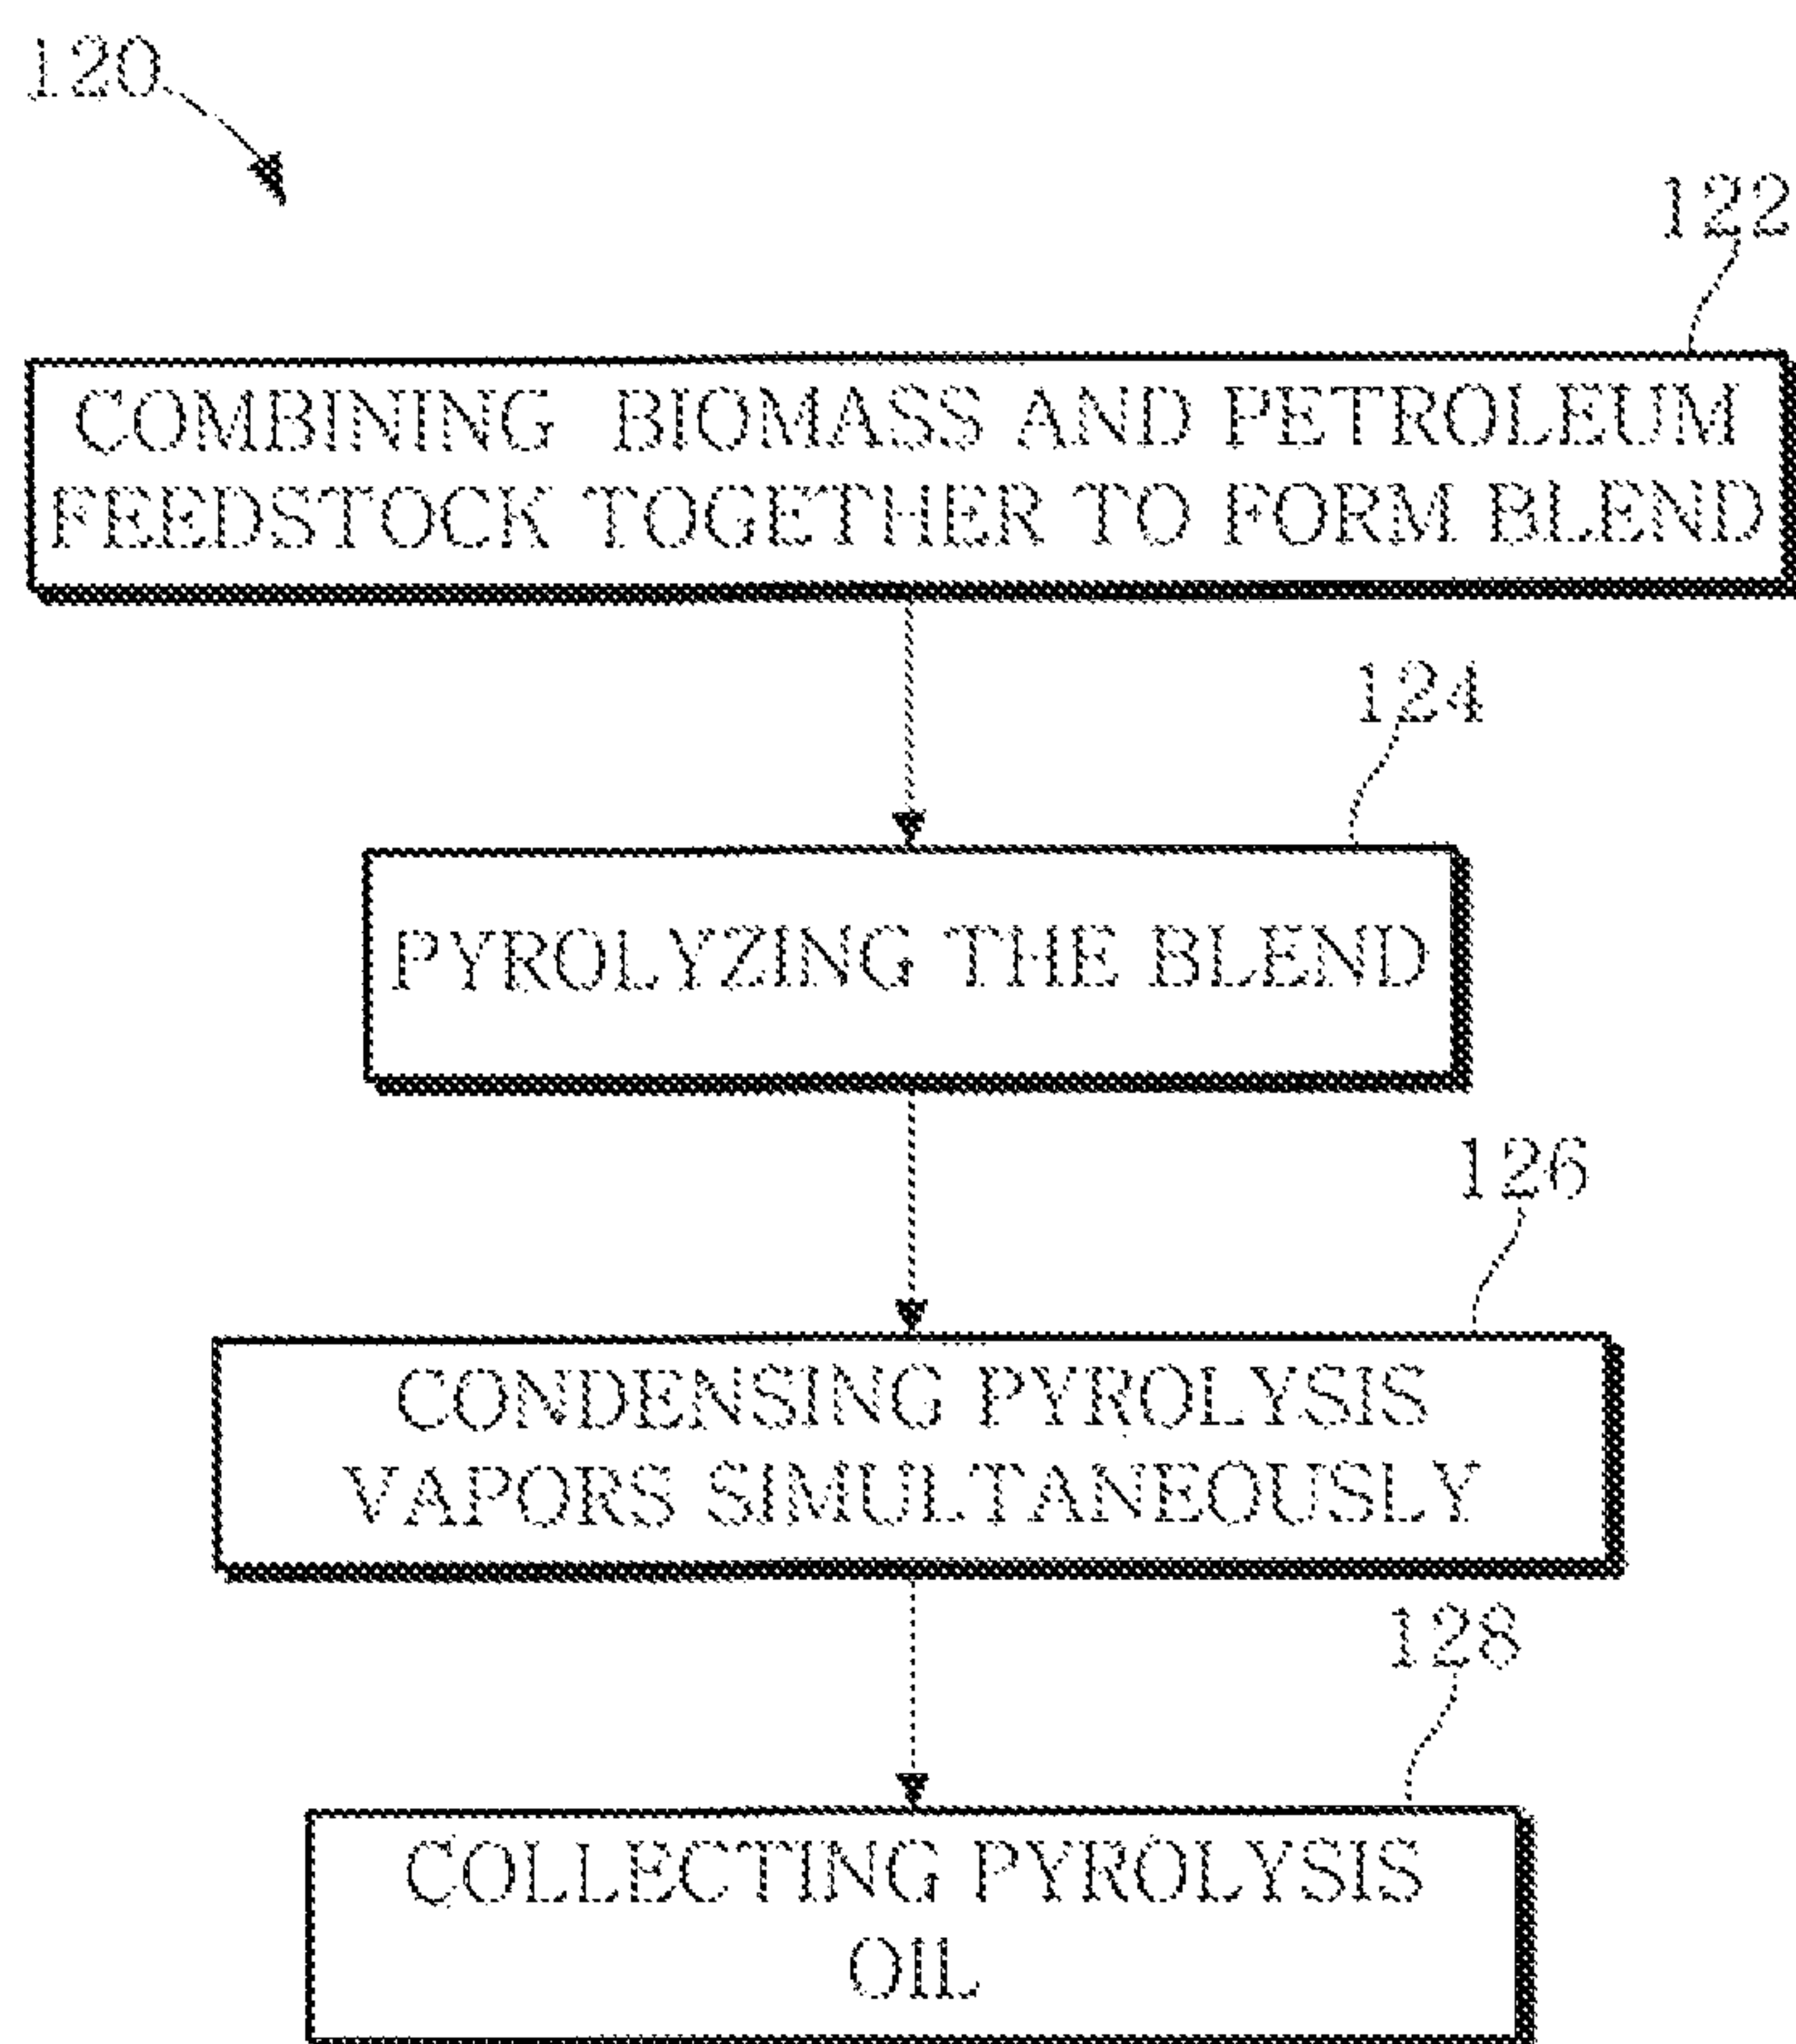 120
122
COMBINING BIOMASS AND PETROLEUM
FEEDSTOCK TOGETHER TO FORM BLEND
124
PYROLYZING THE BLEND
126
CONDENSING PYROLYSIS
VAPORS SIMULTANEOUSLY
128
COLLECTING PYROLYSIS
OIL